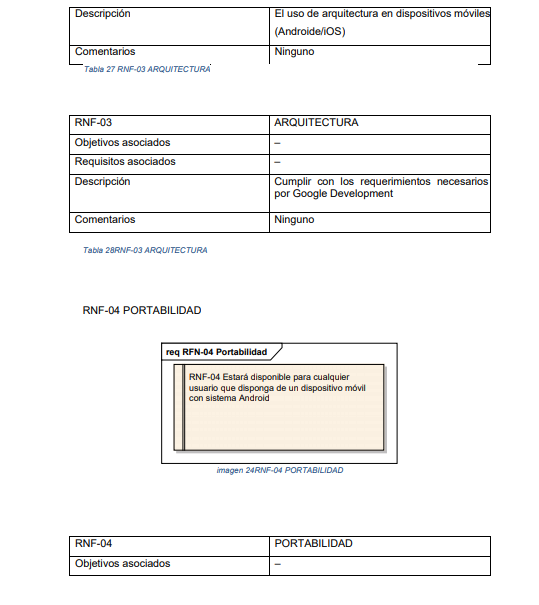 Descripción
El uso de arquitectura en dispositivos móviles
(Androide/iOS)
Comentarios
Ninguno
Tabla 27 RNF-03 ARQUITECTURA
RNF-03
ARQUITECTURA
Objetivos asociados
–
Requisitos asociados
–
Descripción
Cumplir con los requerimientos necesarios
por Google Development
Comentarios
Ninguno
Tabla 28RNF-03 ARQUITECTURA
RNF-04 PORTABILIDAD
req RFN-04 Portabilidad
RNF-04 Estará disponible para cualquier
usuario que disponga de un dispositivo móvil
con sistema Android
imagen 24RNF-04 PORTABILIDAD
RNF-04
PORTABILIDAD
Objetivos asociados
–